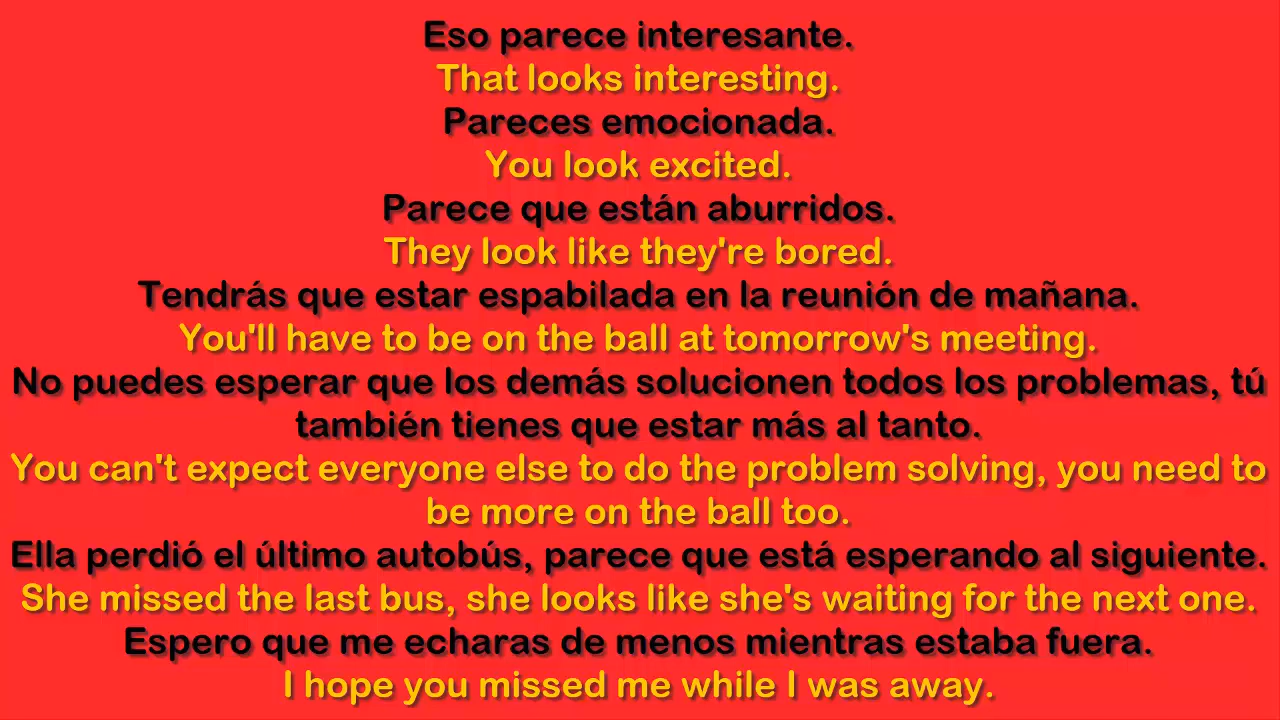 Eso parece interesante.
That looks interesting.
Pareces emocionada.
You look excited.
Parece que están aburridos.
They look like they're bored.
Tendrás que estar espabilada en la reunión de mañana.
You'll have to be on the ball at tomorrow's meeting.
No puedes esperar que los demás solucionen todos los problemas, tú
también tienes que estar más al tanto.
You can't expect everyone else to do the problem solving, you need to
be more on the ball too.
Ella perdió el último autobús, parece que está esperando al siguiente.
She missed the last bus, she looks like she's waiting for the next one.
Espero que me echaras de menos mientras estaba fuera.
I hope you missed me while I was away.